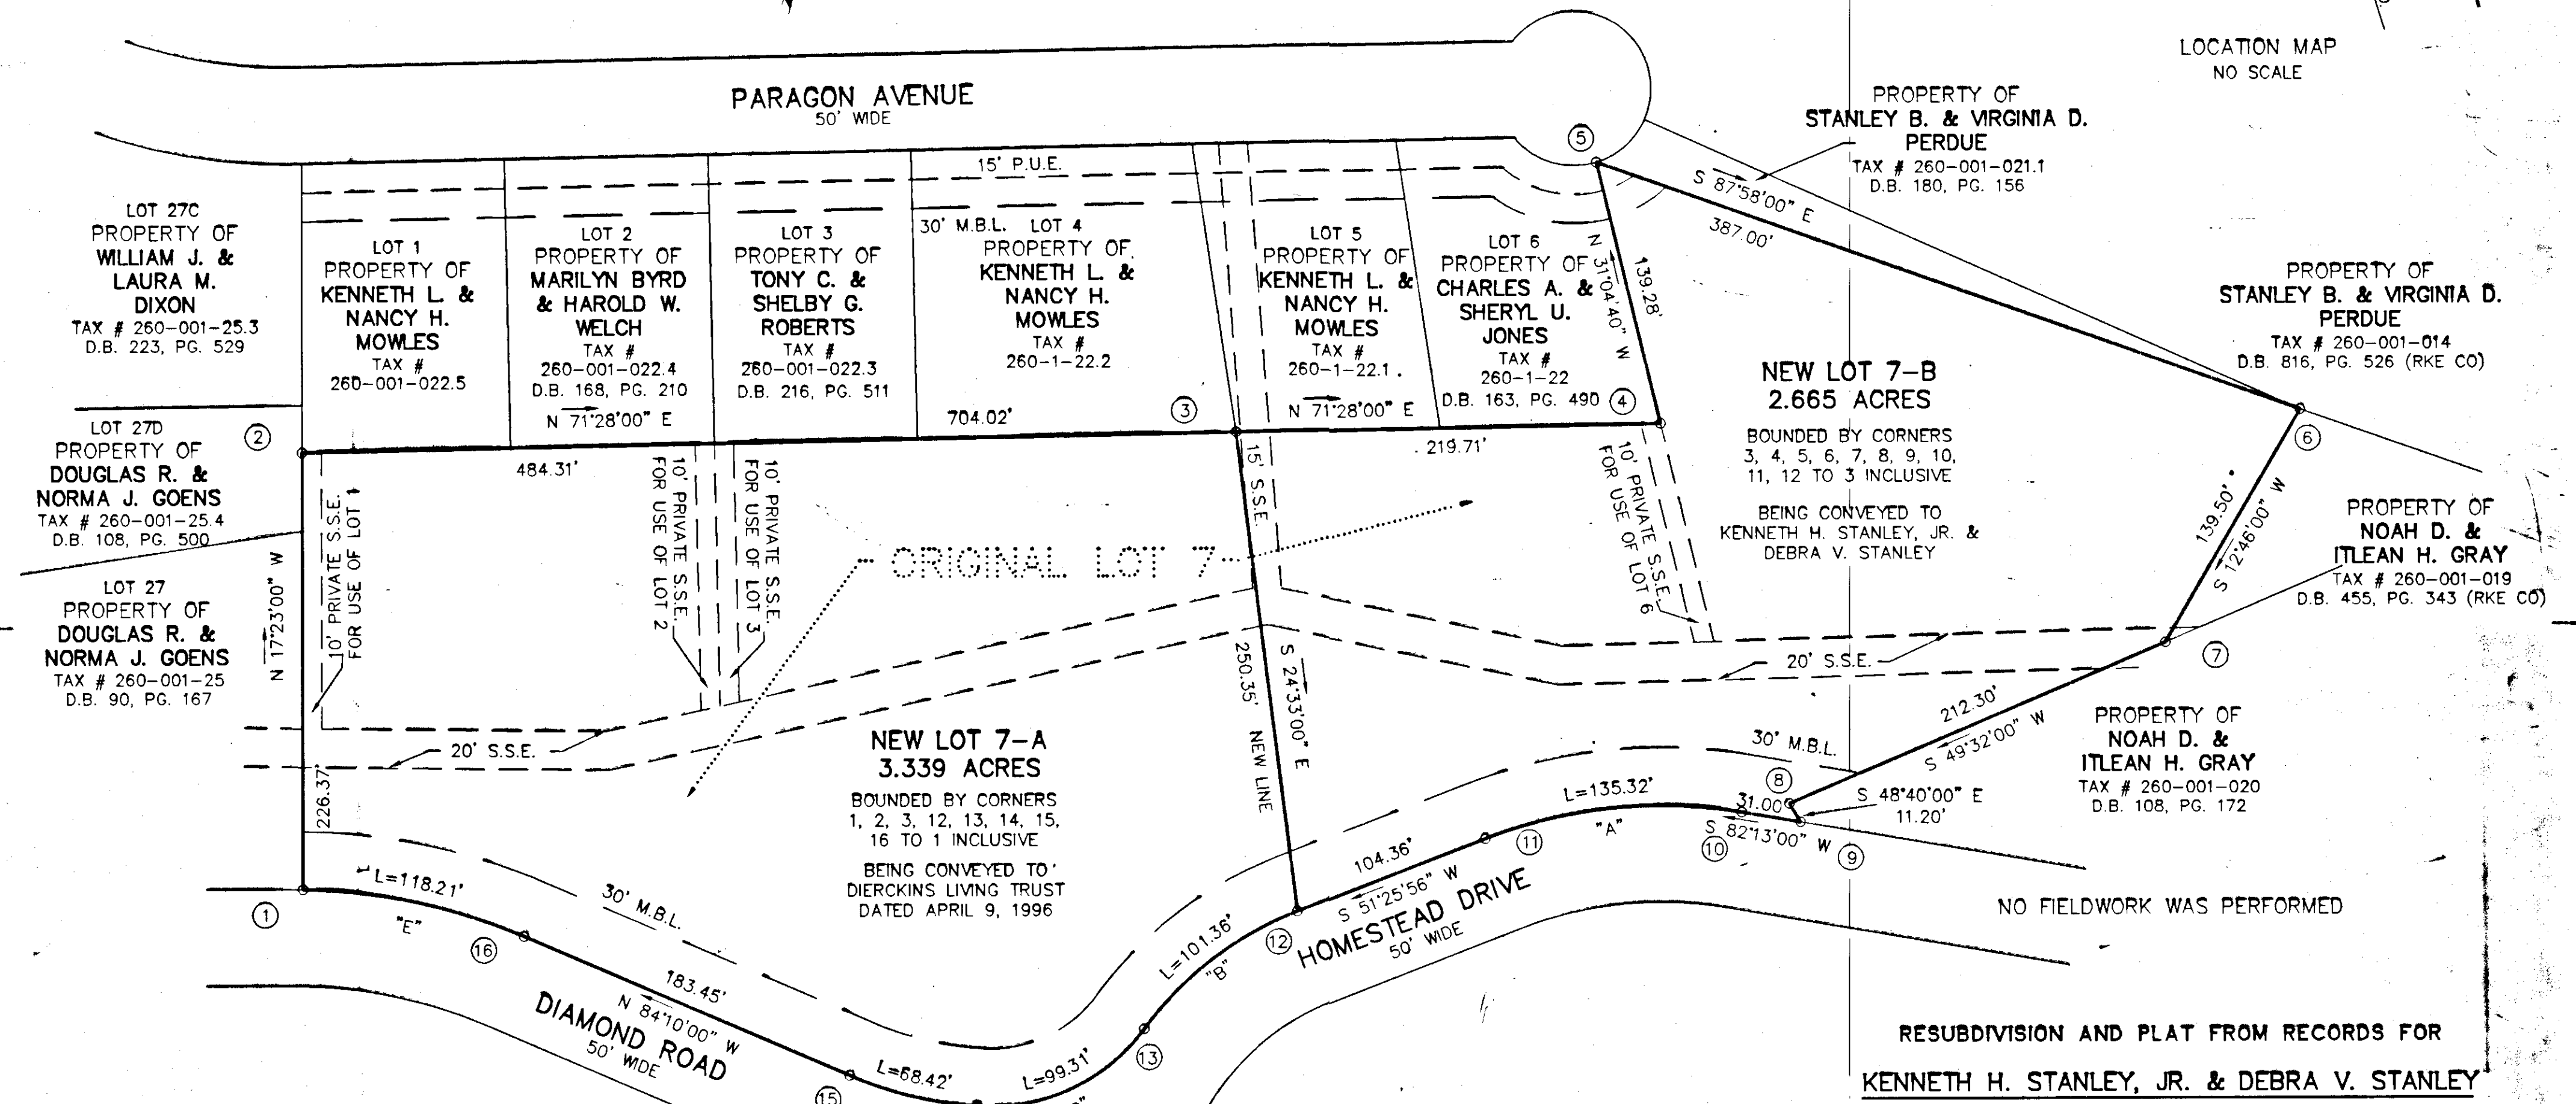 LOCATION MAP
NO SCALE
PARAGON AVENUE
50' WIDE
PROPERTY OF
STANLEY B. & VIRGINIA D.
PERDUE
TAX # 260-001-021.1
D.B. 180, PG. 156
15' P.U.E.
5
S 87°58'00" E
387.00'
LOT 27C
PROPERTY OF
WILLIAM J. &
LAURA M.
DIXON
TAX # 260-001-25.3
D.B. 223, PG. 529
LOT 1
PROPERTY OF
KENNETH L. &
NANCY H.
MOWLES
TAX #
260-001-022.5
LOT 2
PROPERTY OF
MARILYN BYRD
& HAROLD W.
WELCH
TAX #
260-001-022.4
D.B. 168, PG. 210
LOT 3
PROPERTY OF
TONY C. &
SHELBY G.
ROBERTS
TAX #
260-001-022.3
D.B. 216, PG. 511
30' M.B.L. LOT 4
PROPERTY OF
KENNETH L. &
NANCY H.
MOWLES
TAX #
260-1-22.2
LOT 5
PROPERTY OF
KENNETH L. &
NANCY H.
MOWLES
TAX #
260-1-22.1
LOT 6
PROPERTY OF
CHARLES A. &
SHERYL U.
JONES
TAX #
260-1-22
D.B. 163, PG. 490
N 31°04'40" W
139.28'
PROPERTY OF
STANLEY B. & VIRGINIA D.
PERDUE
TAX # 260-001-014
D.B. 816, PG. 526 (RKE CO)
NEW LOT 7-B
2.665 ACRES
BOUNDED BY CORNERS
3, 4, 5, 6, 7, 8, 9, 10,
11, 12 TO 3 INCLUSIVE
BEING CONVEYED TO
KENNETH H. STANLEY, JR. &
DEBRA V. STANLEY
2
N 71°28'00" E
704.02'
3
N 71°28'00" E
4
6
484.31'
219.71'
LOT 27D
PROPERTY OF
DOUGLAS R. &
NORMA J. GOENS
TAX # 260-001-25.4
D.B. 108, PG. 500
LOT 27
PROPERTY OF
DOUGLAS R. &
NORMA J. GOENS
TAX # 260-001-25
D.B. 90, PG. 167
N 17°23'00" W
226.37'
10' PRIVATE S.S.E.
FOR USE OF LOT 1
10' PRIVATE S.S.E.
FOR USE OF LOT 2
10' PRIVATE S.S.E.
FOR USE OF LOT 3
15' S.S.E.
10' PRIVATE S.S.E.
FOR USE OF LOT 6
ORIGINAL LOT 7
139.50'
S 12°46'00" W
PROPERTY OF
NOAH D. &
ITLEAN H. GRAY
TAX # 260-001-019
D.B. 455, PG. 343 (RKE CO)
7
20' S.S.E.
20' S.S.E.
250.35'
NEW LINE
S 24°33'00" E
212.30'
S 49°32'00" W
PROPERTY OF
NOAH D. &
ITLEAN H. GRAY
TAX # 260-001-020
D.B. 108, PG. 172
NEW LOT 7-A
3.339 ACRES
BOUNDED BY CORNERS
1, 2, 3, 12, 13, 14, 15,
16 TO 1 INCLUSIVE
BEING CONVEYED TO
DIERCKINS LIVING TRUST
DATED APRIL 9, 1996
30' M.B.L.
8
S 48°40'00" E
11.20'
31.00'
S 82°13'00" W
9
10
L=135.32'
"A"
11
104.36'
S 51°25'56" W
HOMESTEAD DRIVE
50' WIDE
12
L=101.36'
"B"
13
L=99.31'
L=68.42'
15
1
L=118.21'
"E"
16
30' M.B.L.
183.45'
N 84°10'00" W
DIAMOND ROAD
50' WIDE
NO FIELDWORK WAS PERFORMED
RESUBDIVISION AND PLAT FROM RECORDS FOR
KENNETH H. STANLEY, JR. & DEBRA V. STANLEY